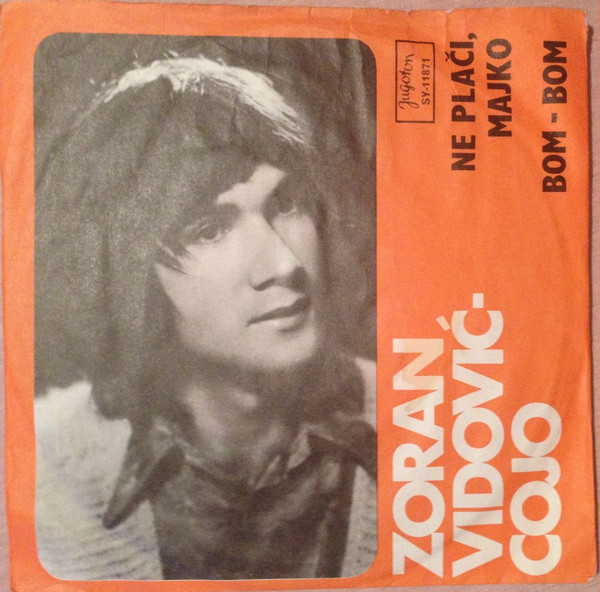 Jugoton
SY-11871
NE PLAČI,
MAJKO
BOM - BOM
ZORAN
VIDOVIĆ-
COJO